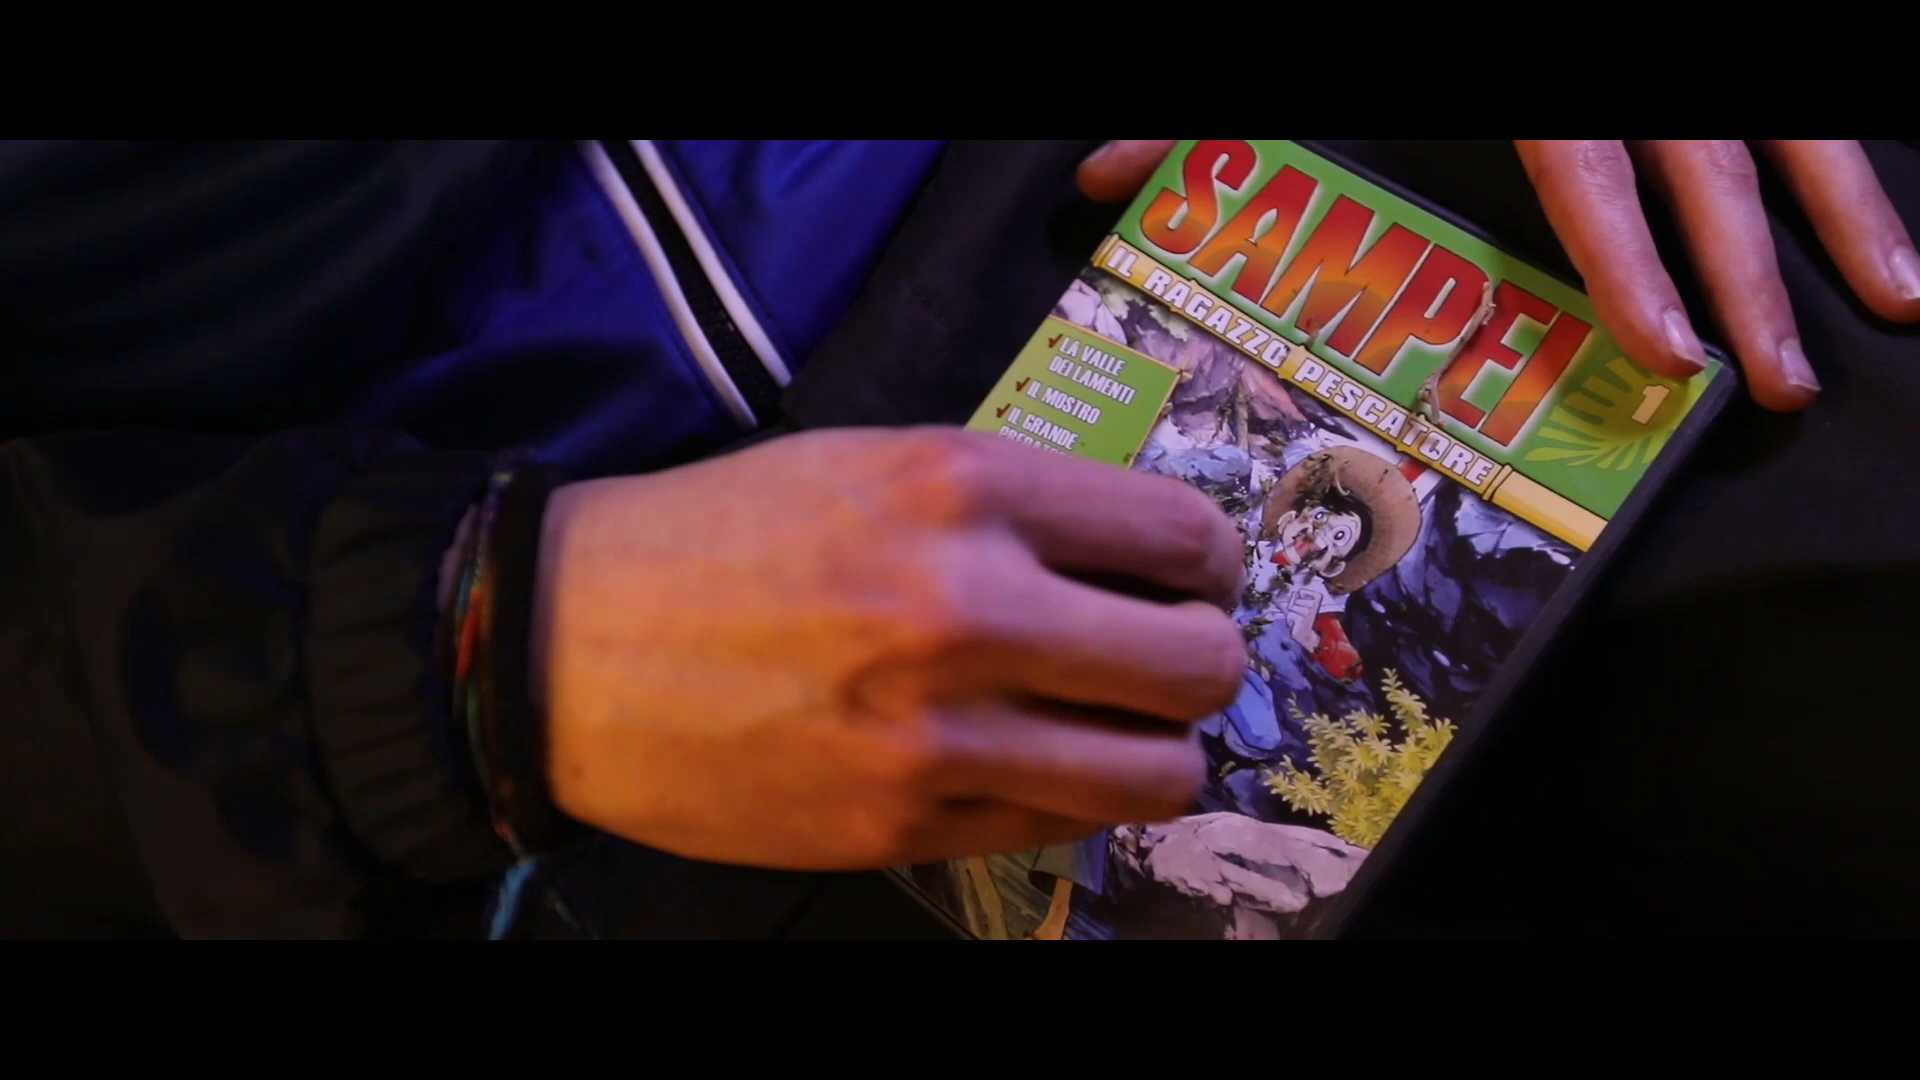 SAMPEI
IL RAGAZZO PESCATORE
1
√ LA VALLE
DEI LAMENTI
√ IL MOSTRO
√ IL GRANDE